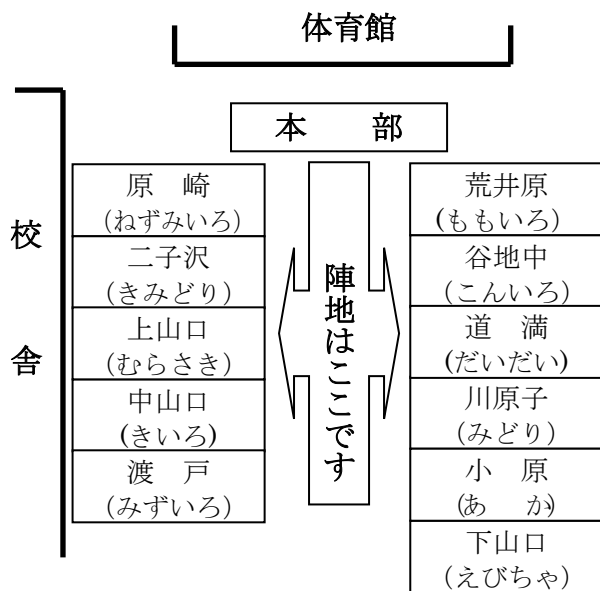 体育館
本　　部
校　舎
原　崎
(ねずみいろ)
二子沢
(きみどり)
上山口
(むらさき)
中山口
(きいろ)
渡　戸
(みずいろ)
陣地はここです
荒井原
(ももいろ)
谷地中
(こんいろ)
道　満
(だいだい)
川原子
(みどり)
小　原
(あ　か)
下山口
(えびちゃ)